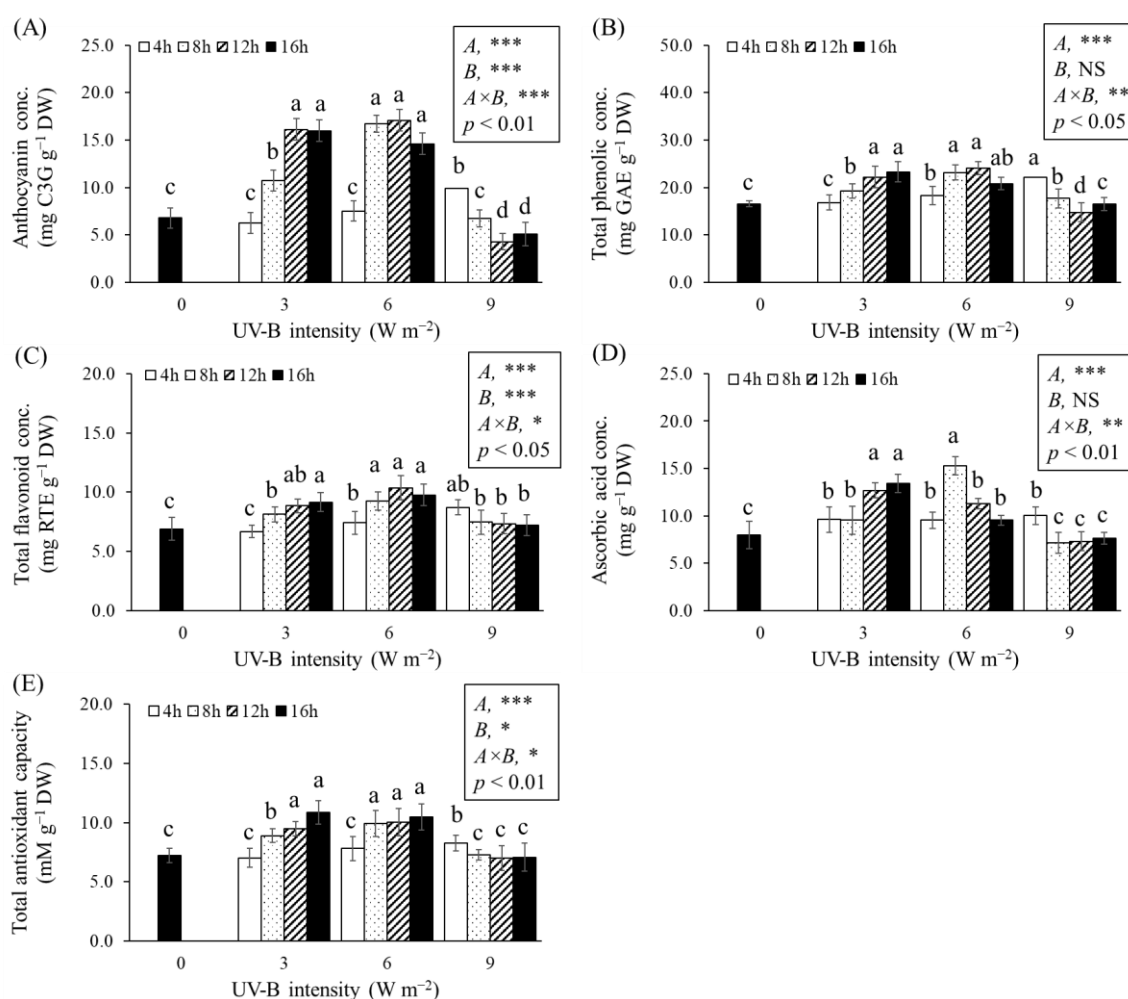 (A)
Anthocyanin conc.
(mg C3G g⁻¹ DW)
25.0
20.0
15.0
10.0
5.0
0.0
4h 8h 12h 16h
A, ***
B, ***
A×B, ***
p < 0.01
c c b a a c a a a b c d d
0 3 6 9
UV-B intensity (W m⁻²)
(B)
Total phenolic conc.
(mg GAE g⁻¹ DW)
50.0
40.0
30.0
20.0
10.0
0.0
4h 8h 12h 16h
A, ***
B, NS
A×B, **
p < 0.05
c c b a a b a a ab a b d c
0 3 6 9
UV-B intensity (W m⁻²)
(C)
Total flavonoid conc.
(mg RTE g⁻¹ DW)
20.0
15.0
10.0
5.0
0.0
4h 8h 12h 16h
A, ***
B, ***
A×B, *
p < 0.05
c c b ab a b a a a ab b b b
0 3 6 9
UV-B intensity (W m⁻²)
(D)
Ascorbic acid conc.
(mg g⁻¹ DW)
25.0
20.0
15.0
10.0
5.0
0.0
4h 8h 12h 16h
A, ***
B, NS
A×B, **
p < 0.01
c b b a a b a b b b c c c
0 3 6 9
UV-B intensity (W m⁻²)
(E)
Total antioxidant capacity
(mM g⁻¹ DW)
20.0
15.0
10.0
5.0
0.0
4h 8h 12h 16h
A, ***
B, *
A×B, *
p < 0.01
c c b a a c a a a b c c c
0 3 6 9
UV-B intensity (W m⁻²)